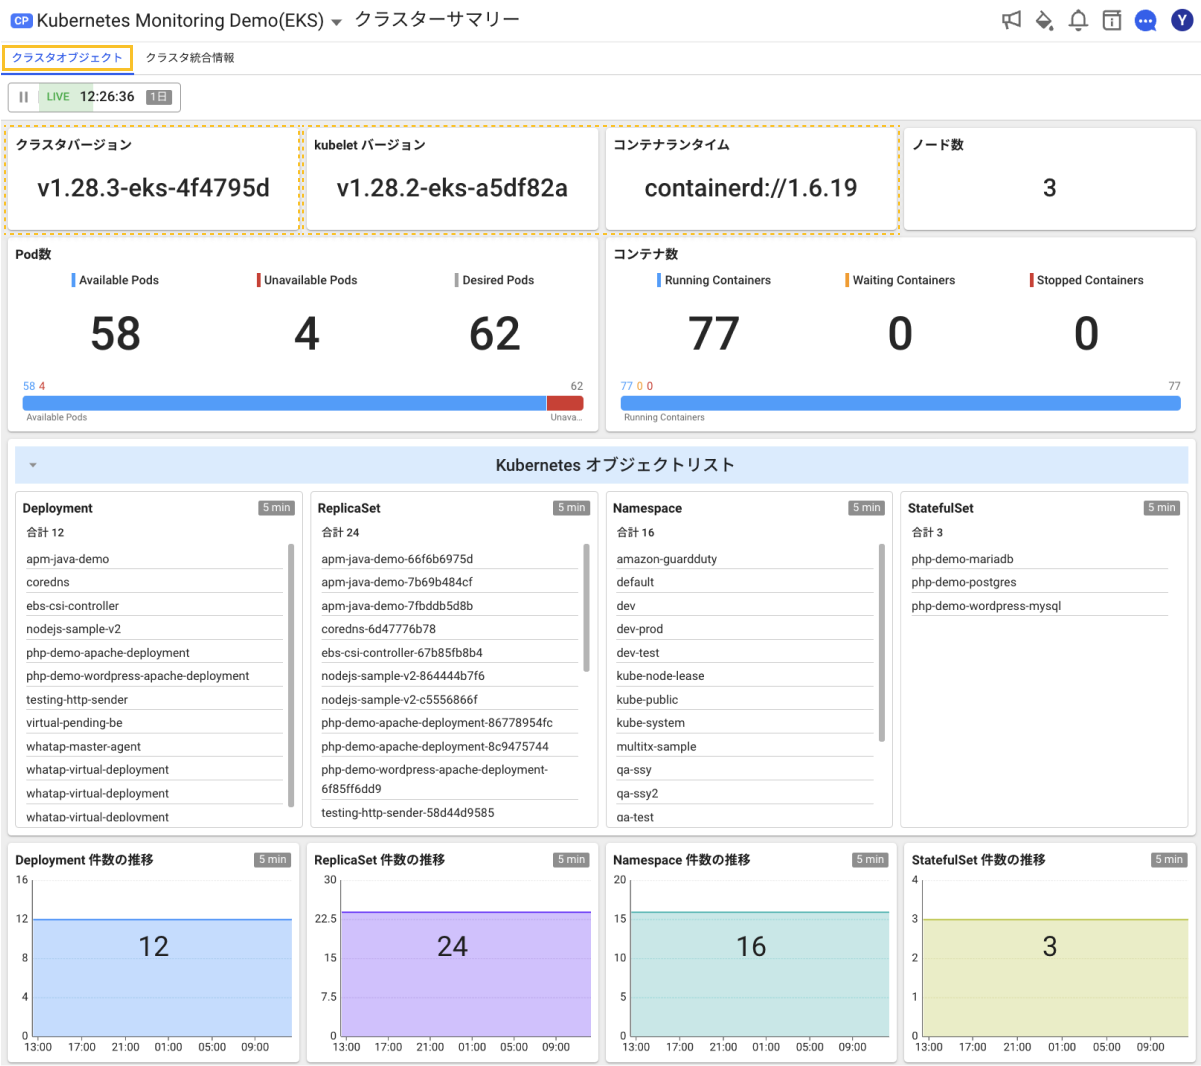 CP Kubernetes Monitoring Demo(EKS) クラスターサマリー
Y
クラスタオブジェクト クラスタ統合情報
LIVE 12:26:36 1日
クラスタバージョン kubelet バージョン コンテナランタイム ノード数
v1.28.3-eks-4f4795d v1.28.2-eks-a5df82a containerd://1.6.19 3
Pod数
Available Pods Unavailable Pods Desired Pods
58 4 62
58 4 62
Available Pods Unava...
コンテナ数
Running Containers Waiting Containers Stopped Containers
77 0 0
77 0 0 77
Running Containers
Kubernetes オブジェクトリスト
Deployment 5 min
合計 12
apm-java-demo
coredns
ebs-csi-controller
nodejs-sample-v2
php-demo-apache-deployment
php-demo-wordpress-apache-deployment
testing-http-sender
virtual-pending-be
whatap-master-agent
whatap-virtual-deployment
whatap-virtual-deployment
whatap-virtual-deployment
ReplicaSet 5 min
合計 24
apm-java-demo-66f6b6975d
apm-java-demo-7b69b484cf
apm-java-demo-7fbddb5d8b
coredns-6d47776b78
ebs-csi-controller-67b85fb8b4
nodejs-sample-v2-864444b7f6
nodejs-sample-v2-c5556866f
php-demo-apache-deployment-86778954fc
php-demo-apache-deployment-8c9475744
php-demo-wordpress-apache-deployment-
6f85ff6dd9
testing-http-sender-58d44d9585
Namespace 5 min
合計 16
amazon-guardduty
default
dev
dev-prod
dev-test
kube-node-lease
kube-public
kube-system
multitx-sample
qa-ssy
qa-ssy2
qa-test
StatefulSet 5 min
合計 3
php-demo-mariadb
php-demo-postgres
php-demo-wordpress-mysql
Deployment 件数の推移 5 min
16
12
8
4
0
12
13:00 17:00 21:00 01:00 05:00 09:00
ReplicaSet 件数の推移 5 min
30
22.5
15
7.5
0
24
13:00 17:00 21:00 01:00 05:00 09:00
Namespace 件数の推移 5 min
20
15
10
5
0
16
13:00 17:00 21:00 01:00 05:00 09:00
StatefulSet 件数の推移 5 min
4
3
2
1
0
3
13:00 17:00 21:00 01:00 05:00 09:00